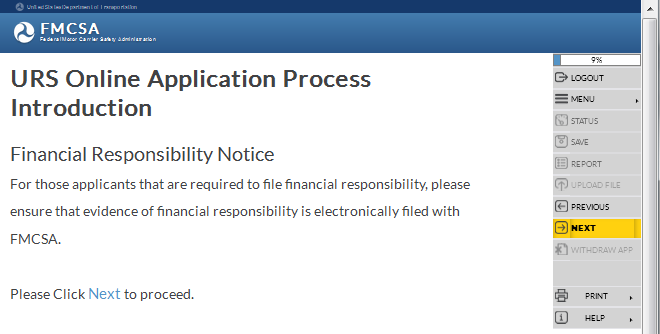 United States Department of Transportation
FMCSA
Federal Motor Carrier Safety Administration
URS Online Application Process
Introduction
Financial Responsibility Notice
For those applicants that are required to file financial responsibility, please
ensure that evidence of financial responsibility is electronically filed with
FMCSA.
Please Click Next to proceed.
9%
LOGOUT
MENU
STATUS
SAVE
REPORT
UPLOAD FILE
PREVIOUS
NEXT
WITHDRAW APP
PRINT
HELP